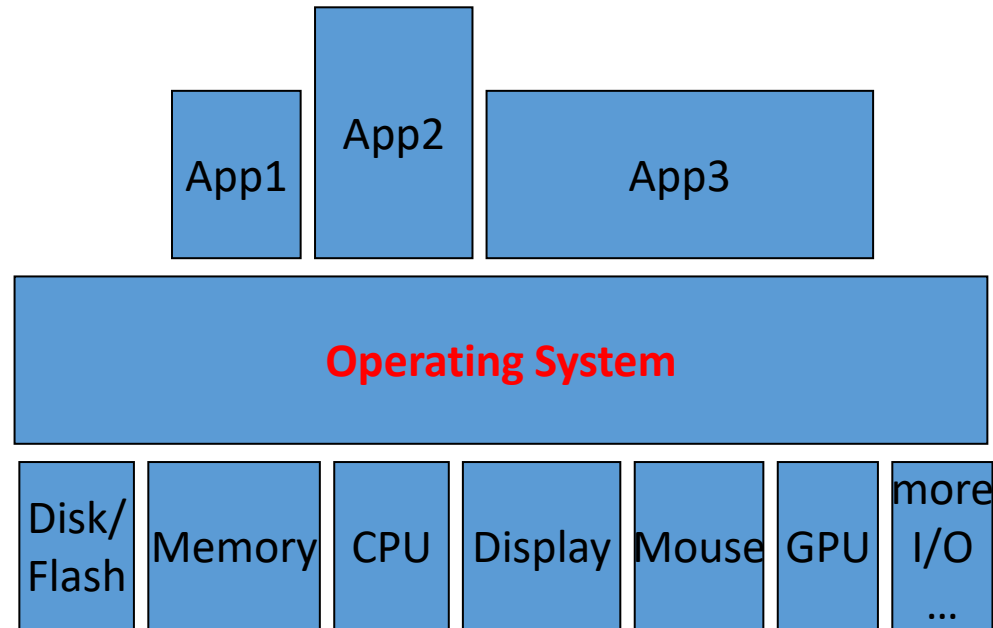 App1
App2
App3
Operating System
Disk/
Flash
Memory
CPU
Display
Mouse
GPU
more
I/O
...